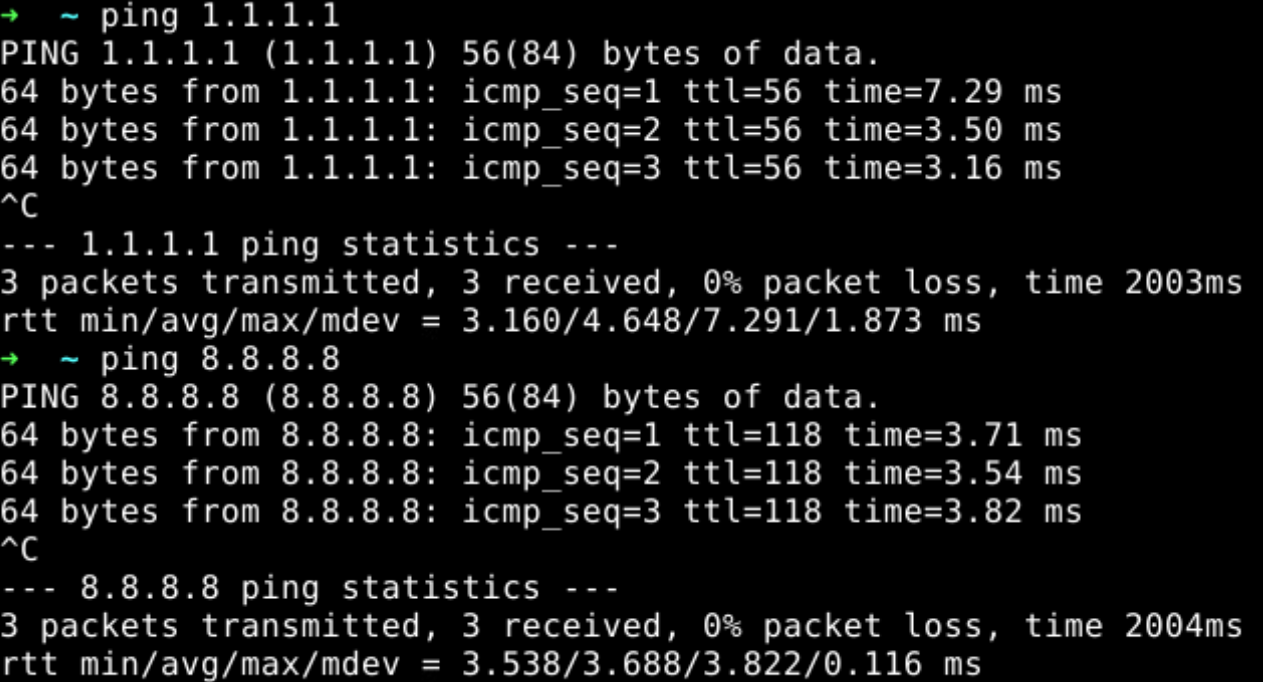 ➜  ~ ping 1.1.1.1
PING 1.1.1.1 (1.1.1.1) 56(84) bytes of data.
64 bytes from 1.1.1.1: icmp_seq=1 ttl=56 time=7.29 ms
64 bytes from 1.1.1.1: icmp_seq=2 ttl=56 time=3.50 ms
64 bytes from 1.1.1.1: icmp_seq=3 ttl=56 time=3.16 ms
^C
--- 1.1.1.1 ping statistics ---
3 packets transmitted, 3 received, 0% packet loss, time 2003ms
rtt min/avg/max/mdev = 3.160/4.648/7.291/1.873 ms
➜  ~ ping 8.8.8.8
PING 8.8.8.8 (8.8.8.8) 56(84) bytes of data.
64 bytes from 8.8.8.8: icmp_seq=1 ttl=118 time=3.71 ms
64 bytes from 8.8.8.8: icmp_seq=2 ttl=118 time=3.54 ms
64 bytes from 8.8.8.8: icmp_seq=3 ttl=118 time=3.82 ms
^C
--- 8.8.8.8 ping statistics ---
3 packets transmitted, 3 received, 0% packet loss, time 2004ms
rtt min/avg/max/mdev = 3.538/3.688/3.822/0.116 ms